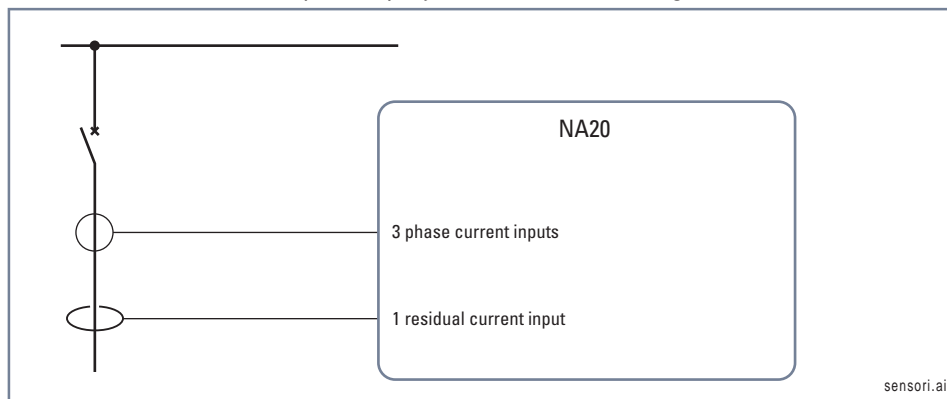 NA20
3 phase current inputs
1 residual current input
sensori.ai